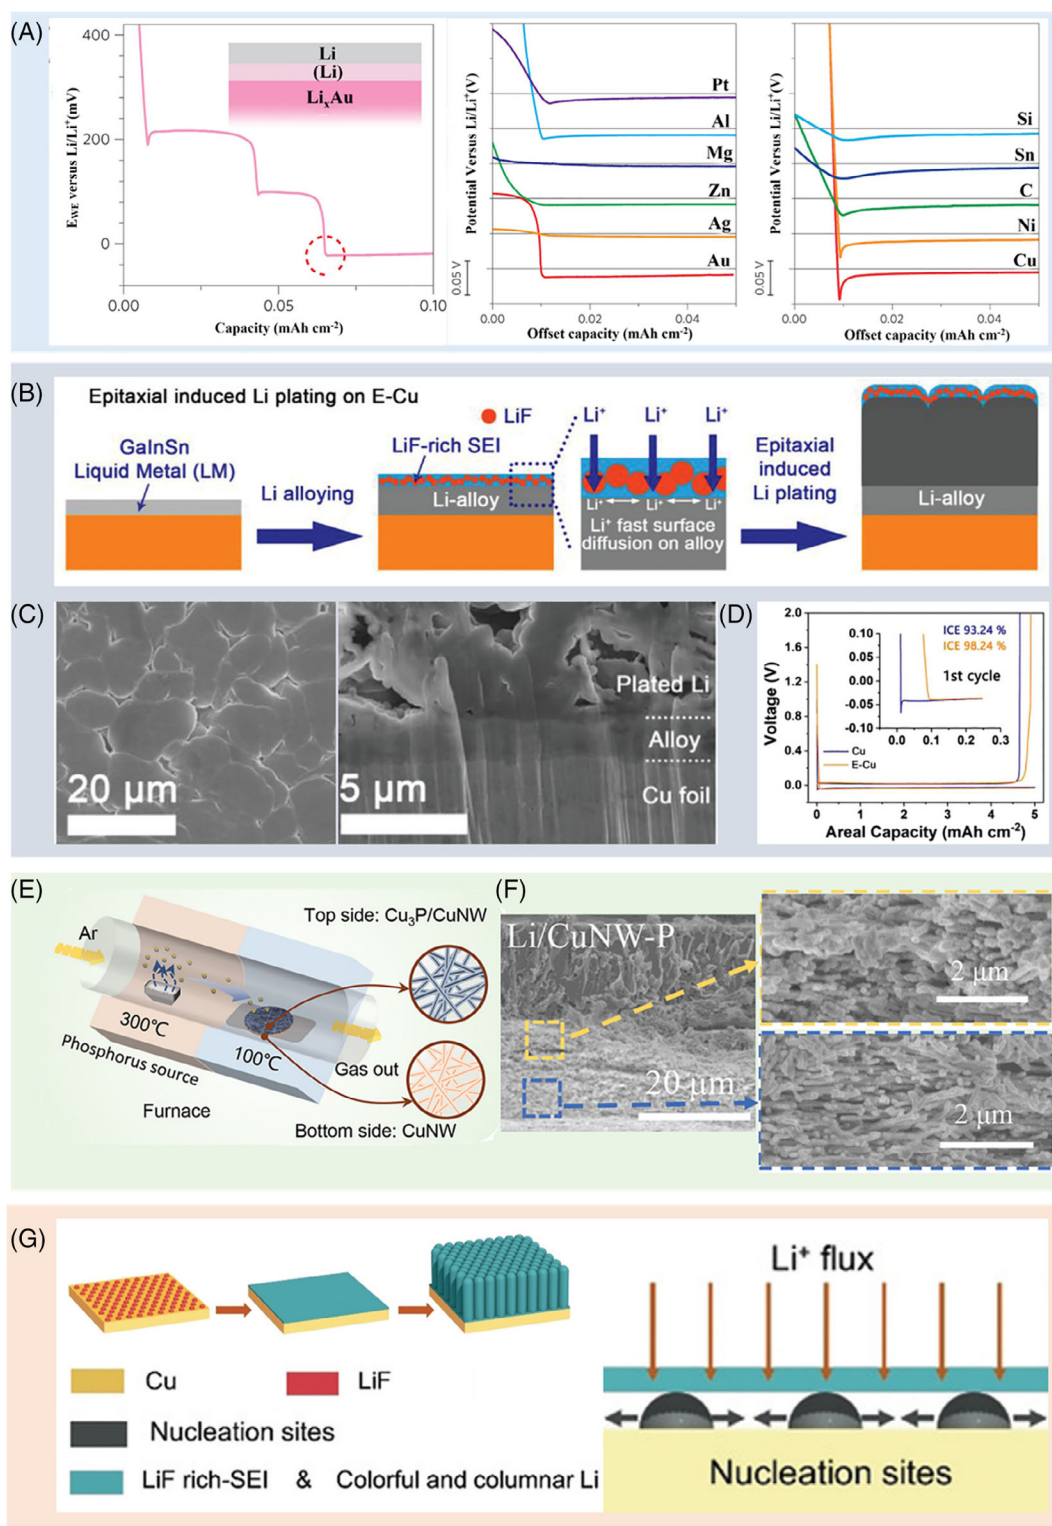 (A)
400
200
0
E_WE versus Li/Li⁺(mV)
Li
(Li)
LiₓAu
0.00
0.05
0.10
Capacity (mAh cm⁻²)
Potential Versus Li/Li⁺(V)
Pt
Al
Mg
Zn
Ag
Au
0.05 V
0.00
0.02
0.04
Offset capacity (mAh cm⁻²)
Potential Versus Li/Li⁺(V)
Si
Sn
C
Ni
Cu
0.05 V
0.00
0.02
0.04
Offset capacity (mAh cm⁻²)
(B)
Epitaxial induced Li plating on E-Cu
GaInSn
Liquid Metal (LM)
Li alloying
LiF
LiF-rich SEI
Li-alloy
Li⁺ Li⁺ Li⁺
Li⁺ Li⁺ Li⁺
Li⁺ fast surface
diffusion on alloy
Epitaxial
induced
Li plating
Li-alloy
(C)
20 μm
5 μm
Plated Li
Alloy
Cu foil
(D)
2.0
1.6
1.2
0.8
0.4
0.0
Voltage (V)
ICE 93.24 %
ICE 98.24 %
1st cycle
0.10
0.05
0.00
-0.05
-0.10
0.0 0.1 0.2 0.3
Cu
E-Cu
0 1 2 3 4 5
Areal Capacity (mAh cm⁻²)
(E)
Ar
Top side: Cu₃P/CuNW
300℃
100℃
Phosphorus source
Gas out
Furnace
Bottom side: CuNW
(F)
Li/CuNW-P
20 μm
2 μm
2 μm
(G)
Cu
LiF
Nucleation sites
LiF rich-SEI & Colorful and columnar Li
Li⁺ flux
Nucleation sites